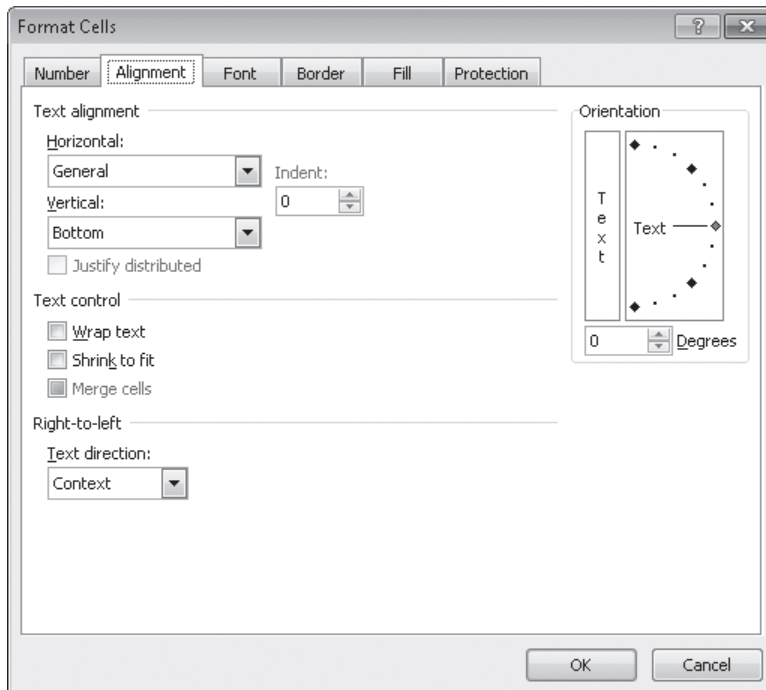 Format Cells
Number Alignment Font Border Fill Protection
Text alignment
Horizontal:
General
Indent:
0
Vertical:
Bottom
Justify distributed
Text control
Wrap text
Shrink to fit
Merge cells
Right-to-left
Text direction:
Context
Orientation
Text
Text
0 Degrees
OK Cancel